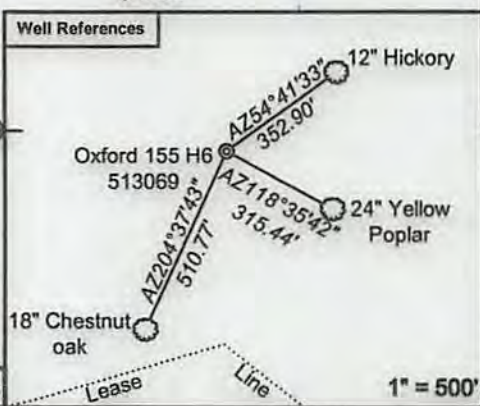 Well References
12" Hickory
AZ54°41'33"
352.90'
Oxford 155 H6
513069
AZ118°35'42"
315.44'
24" Yellow
Poplar
AZ204°37'43"
510.77'
18" Chestnut
oak
Lease Line
1" = 500'